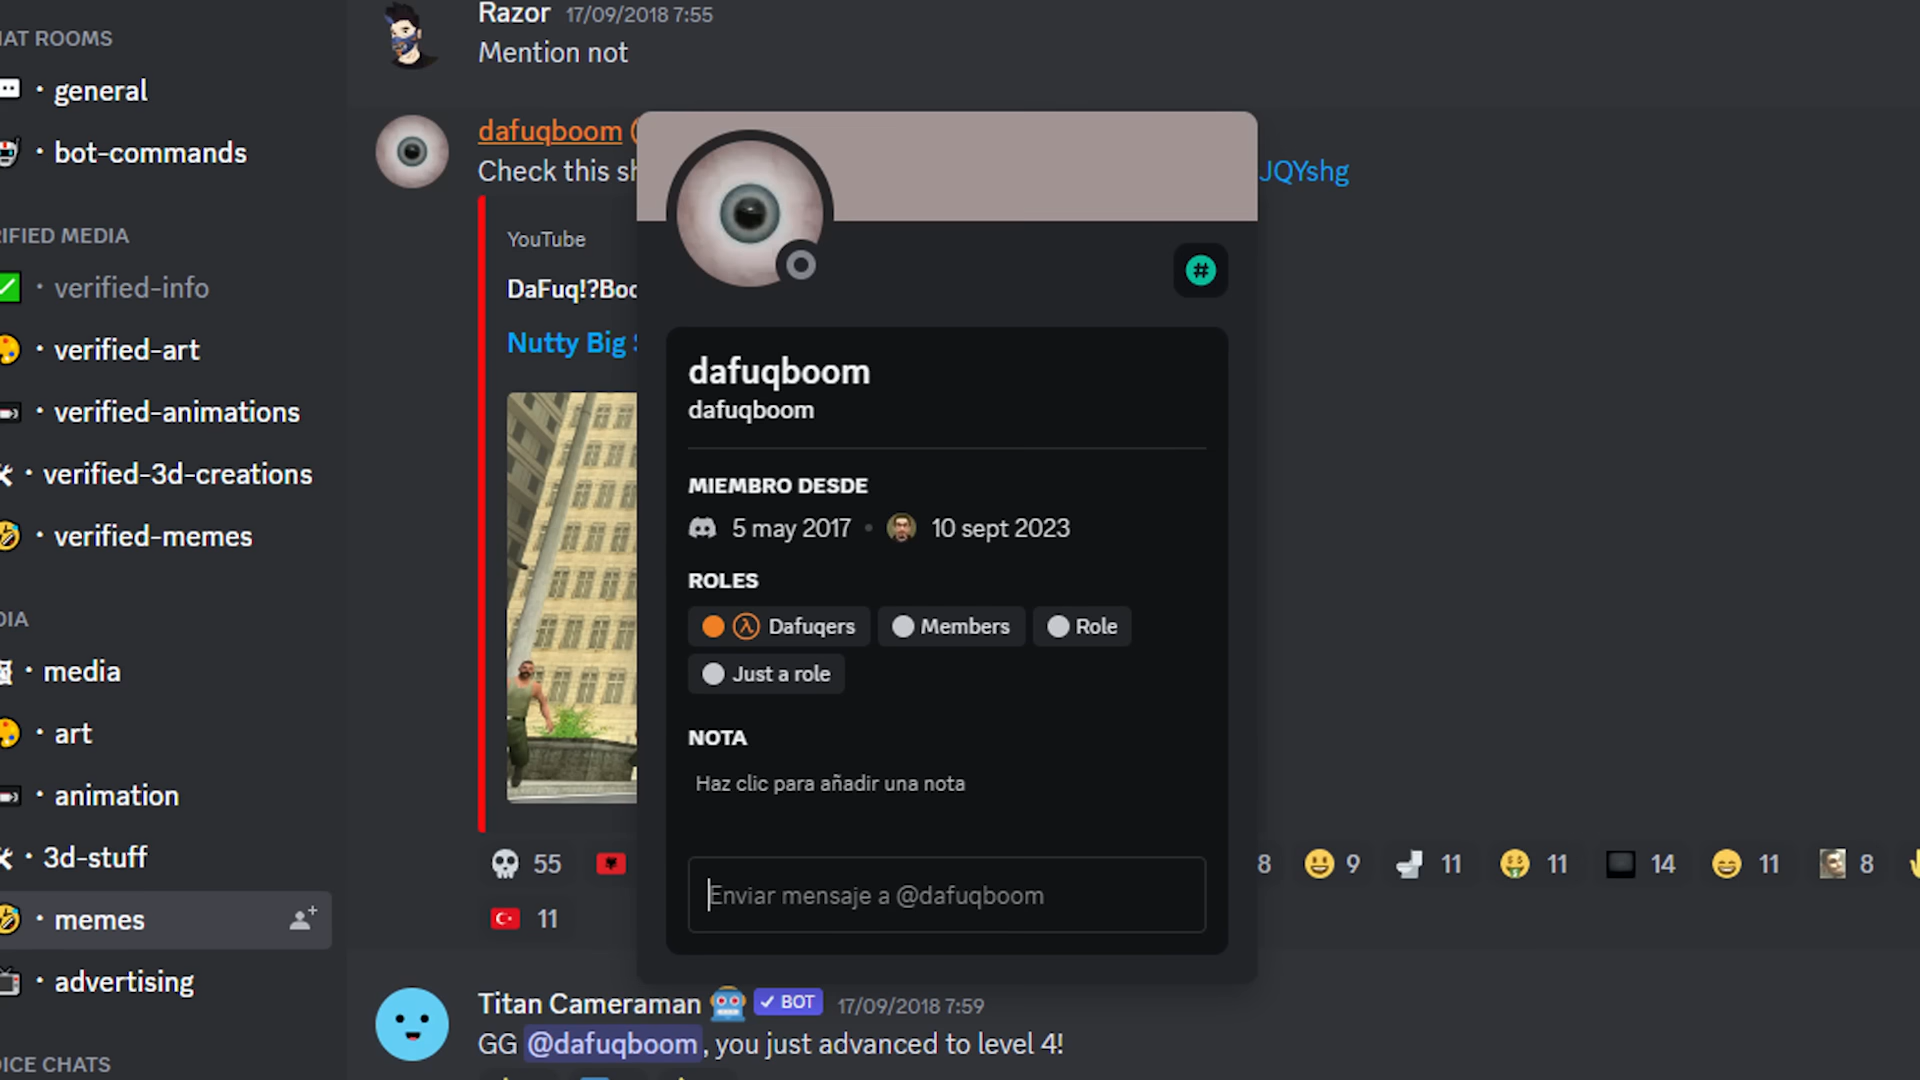 AT ROOMS
• general
• bot-commands
IFIED MEDIA
• verified-info
• verified-art
• verified-animations
• verified-3d-creations
• verified-memes
DIA
• media
• art
• animation
• 3d-stuff
• memes
• advertising
OICE CHATS
Razor 17/09/2018 7:55
Mention not
dafuqboom
Check this sh
JQYshg
YouTube
DaFuq!?Boo
Nutty Big S
dafuqboom
dafuqboom
MIEMBRO DESDE
5 may 2017 • 10 sept 2023
ROLES
Dafuqers Members Role
Just a role
NOTA
Haz clic para añadir una nota
Enviar mensaje a @dafuqboom
55 8 9 11 11 14 11 8
11
Titan Cameraman ✓ BOT 17/09/2018 7:59
GG @dafuqboom, you just advanced to level 4!